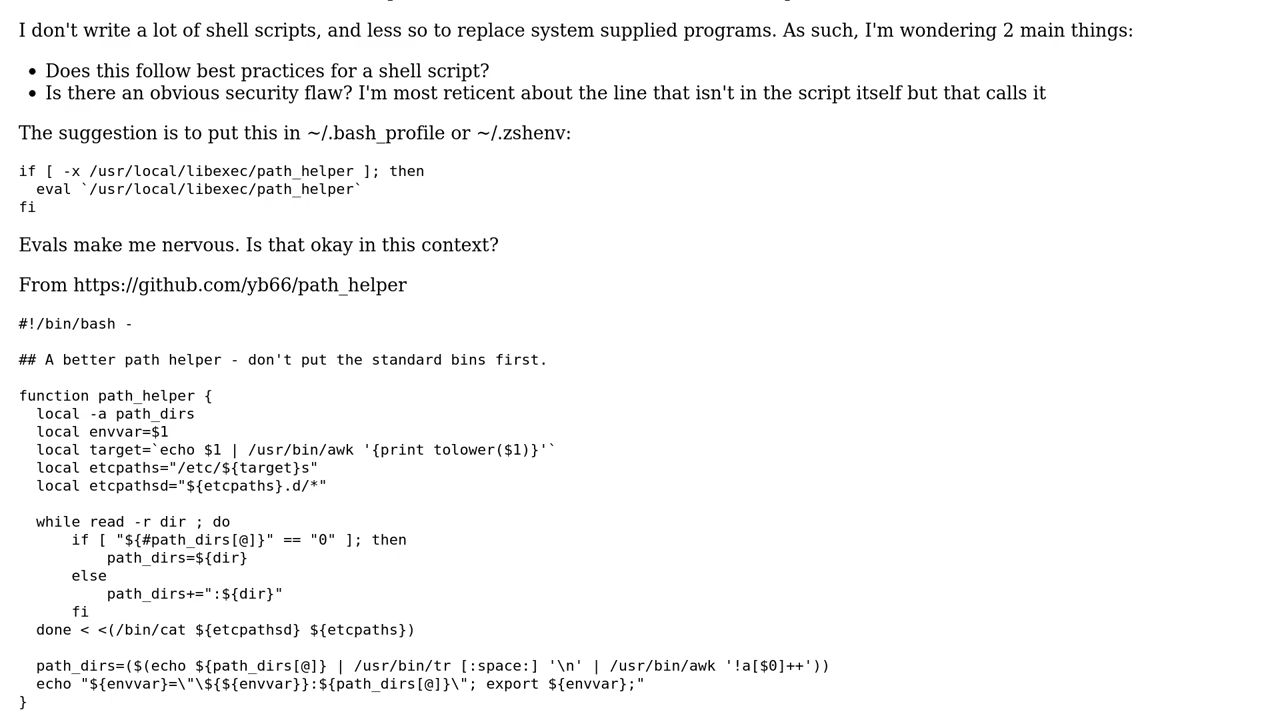 I don't write a lot of shell scripts, and less so to replace system supplied programs. As such, I'm wondering 2 main things:
• Does this follow best practices for a shell script?
• Is there an obvious security flaw? I'm most reticent about the line that isn't in the script itself but that calls it
The suggestion is to put this in ~/.bash_profile or ~/.zshenv:
if [ -x /usr/local/libexec/path_helper ]; then
  eval `/usr/local/libexec/path_helper`
fi
Evals make me nervous. Is that okay in this context?
From https://github.com/yb66/path_helper
#!/bin/bash -
## A better path helper - don't put the standard bins first.
function path_helper {
  local -a path_dirs
  local envvar=$1
  local target=`echo $1 | /usr/bin/awk '{print tolower($1)}'`
  local etcpaths="/etc/${target}s"
  local etcpathsd="${etcpaths}.d/*"
  while read -r dir ; do
      if [ "${#path_dirs[@]}" == "0" ]; then
          path_dirs=${dir}
      else
          path_dirs+=":${dir}"
      fi
  done < <(/bin/cat ${etcpathsd} ${etcpaths})
  path_dirs=($(echo ${path_dirs[@]} | /usr/bin/tr [:space:] '\n' | /usr/bin/awk '!a[$0]++'))
  echo "${envvar}=\"\${${envvar}}:${path_dirs[@]}\"; export ${envvar};"
}